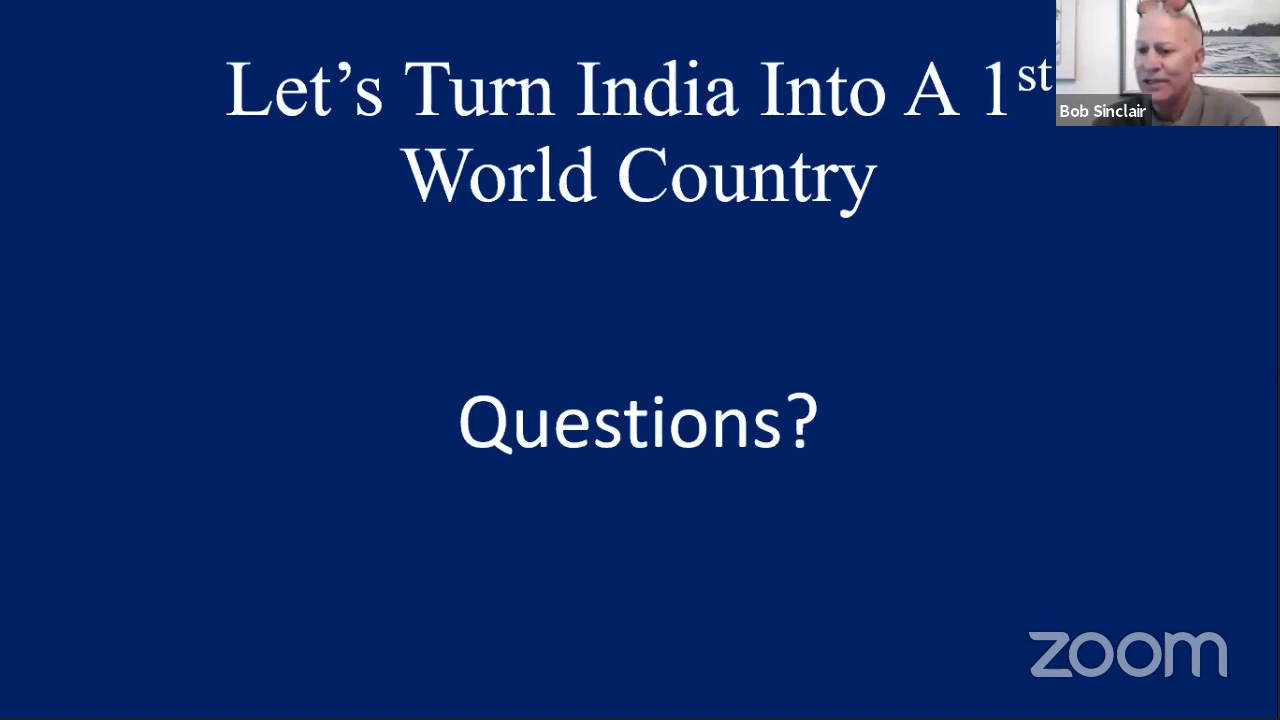 Let’s Turn India Into A 1st
World Country
Bob Sinclair
Questions?
zoom